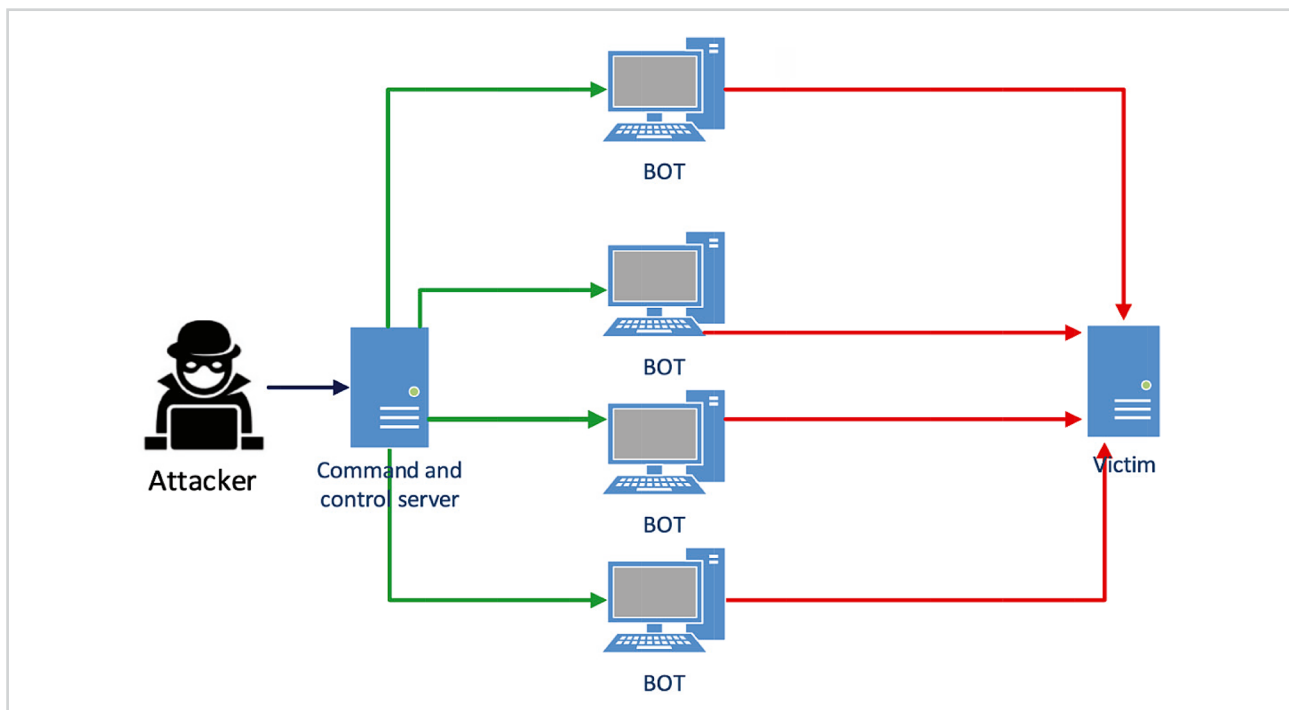 BOT
BOT
Attacker
Command and
control server
Victim
BOT
BOT